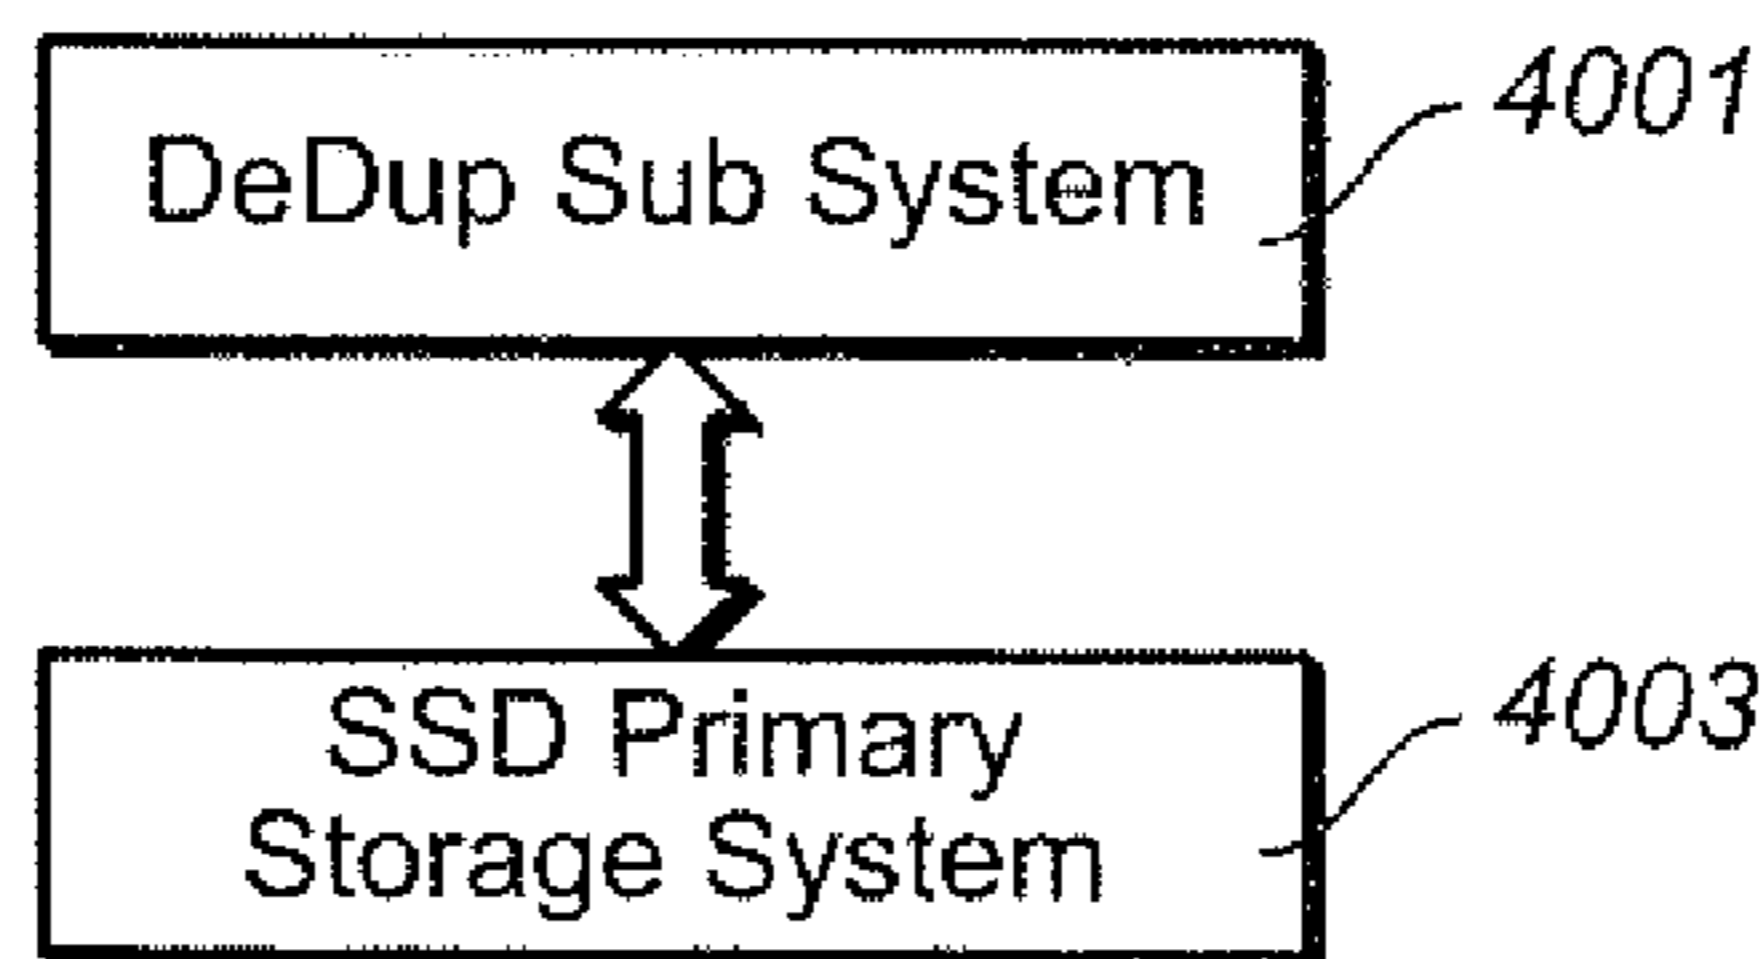 DeDup Sub System
4001
SSD Primary
Storage System
4003